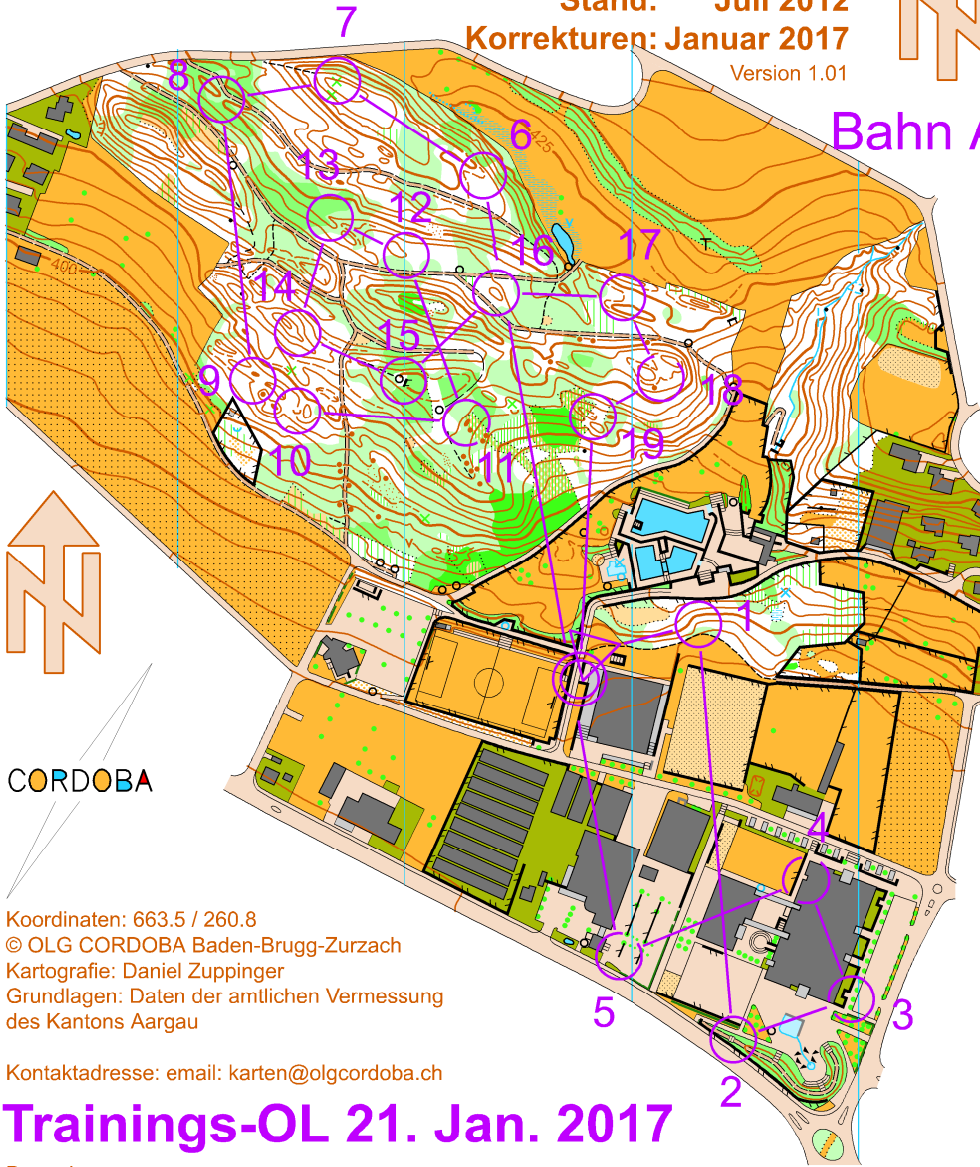 Stand: Juli 2012
Korrekturen: Januar 2017
Version 1.01
Bahn A
7
8
6
425
13
12
16
17
400
14
15
9
18
10
11
19
1
CORDOBA
4
5
3
2
Koordinaten: 663.5 / 260.8
© OLG CORDOBA Baden-Brugg-Zurzach
Kartografie: Daniel Zuppinger
Grundlagen: Daten der amtlichen Vermessung
des Kantons Aargau
Kontaktadresse: email: karten@olgcordoba.ch
Trainings-OL 21. Jan. 2017